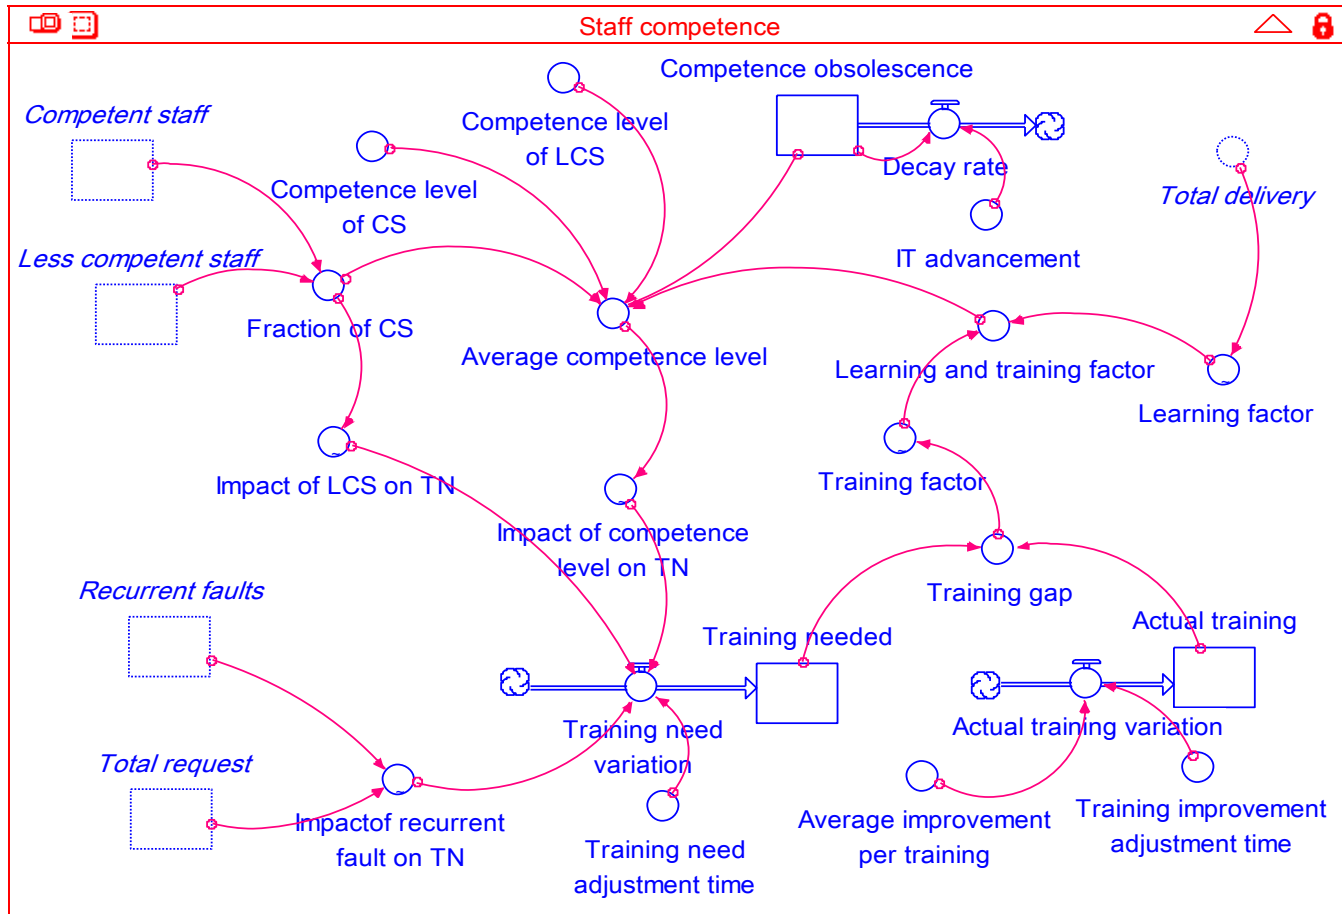 Staff competence
Competence obsolescence
Competent staff
Competence level
of LCS
Competence level
of CS
Decay rate
Total delivery
Less competent staff
IT advancement
Fraction of CS
Average competence level
Learning and training factor
Learning factor
Impact of LCS on TN
Training factor
Impact of competence
level on TN
Recurrent faults
Training gap
Training needed
Actual training
Training need
variation
Actual training variation
Total request
Impactof recurrent
fault on TN
Training need
adjustment time
Average improvement
per training
Training improvement
adjustment time
~
~
~
~
~